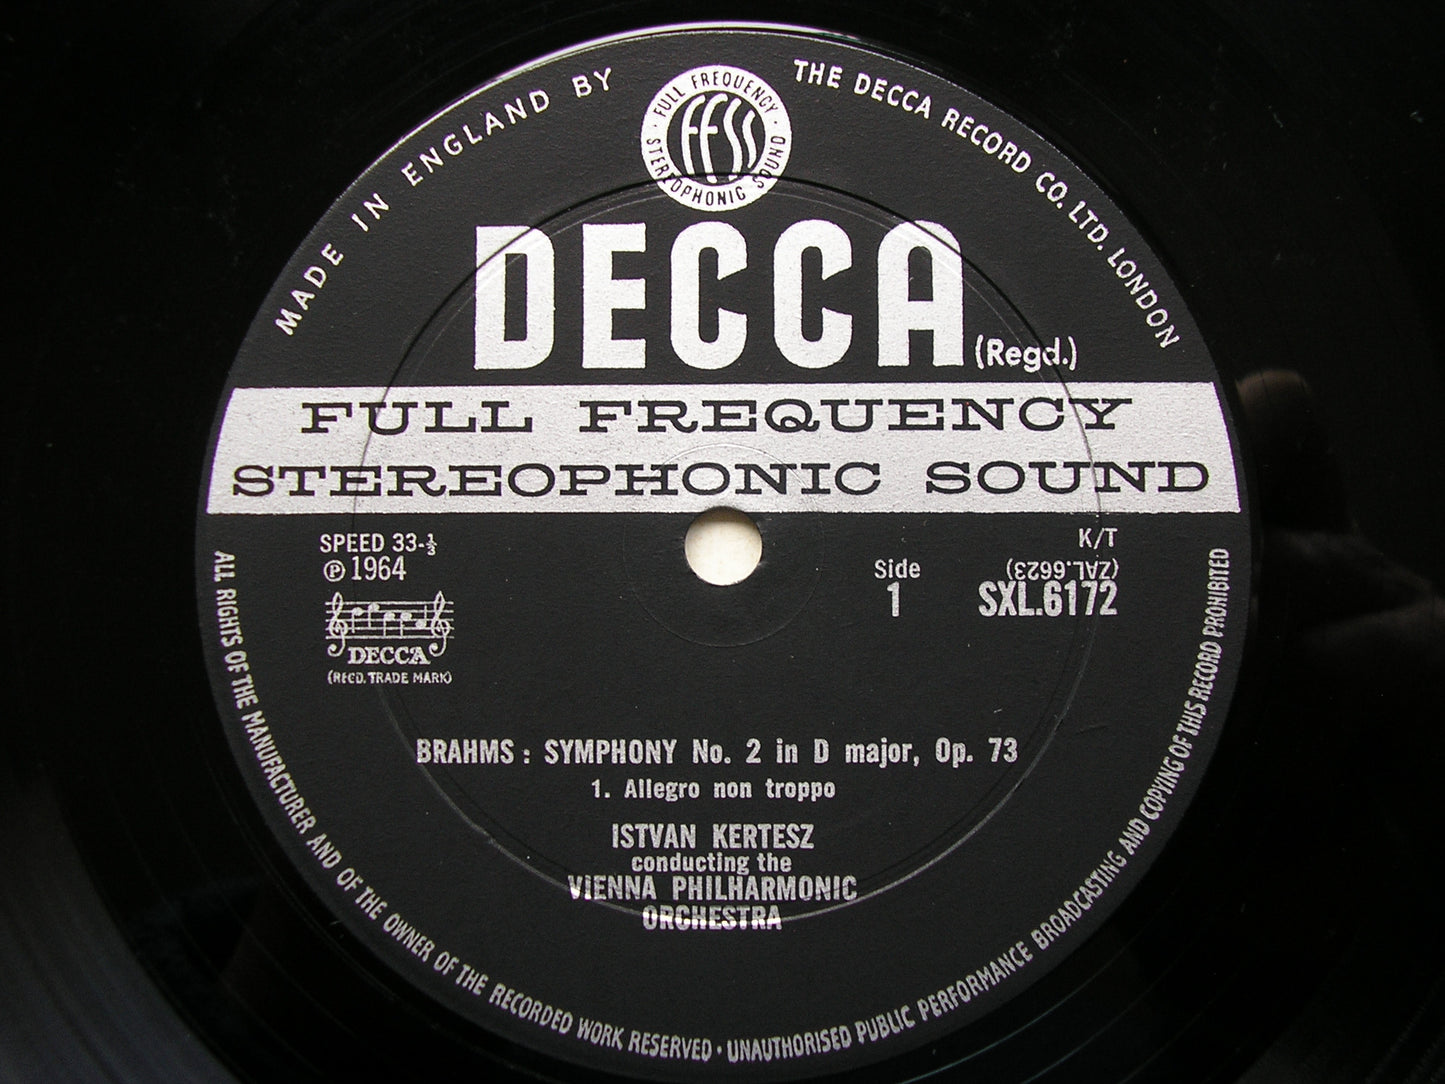 MADE IN ENGLAND BY
THE DECCA RECORD CO. LTD. LONDON
FULL FREQUENCY
STEREOPHONIC SOUND
FFSS
DECCA (Regd.)
FULL FREQUENCY
STEREOPHONIC SOUND
SPEED 33-⅓
℗ 1964
DECCA
(REGD. TRADE MARK)
K/T
(ZAL.6623)
Side
1
SXL.6172
BRAHMS : SYMPHONY No. 2 in D major, Op. 73
1. Allegro non troppo
ISTVAN KERTESZ
conducting the
VIENNA PHILHARMONIC
ORCHESTRA
ALL RIGHTS OF THE MANUFACTURER AND OF THE OWNER OF THE RECORDED WORK RESERVED · UNAUTHORISED PUBLIC PERFORMANCE BROADCASTING AND COPYING OF THIS RECORD PROHIBITED